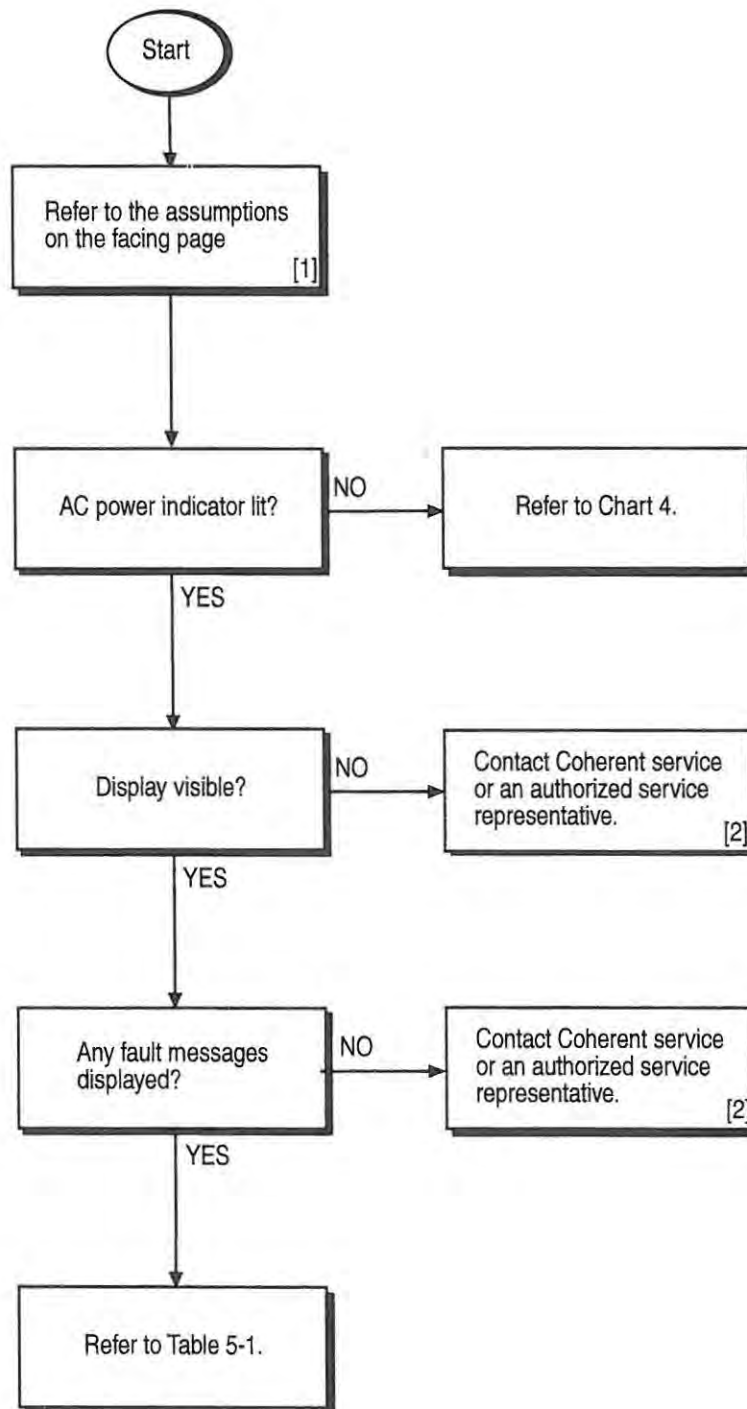 Start
Refer to the assumptions
on the facing page
[1]
AC power indicator lit?
NO
Refer to Chart 4.
YES
Display visible?
NO
Contact Coherent service
or an authorized service
representative.
[2]
YES
Any fault messages
displayed?
NO
Contact Coherent service
or an authorized service
representative.
[2]
YES
Refer to Table 5-1.